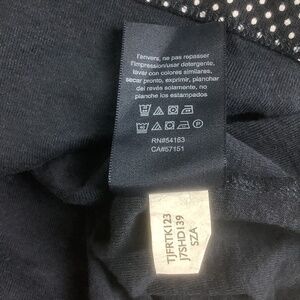 l'envers, ne pas repasser
l'impression/usar detergente,
lavar con colores similares,
secar pronto, exprimir, planchar
del revés solamente, no
planche los estampados
RN#54163
CA#57151
TJFRTK123
J7SHD139
SZA